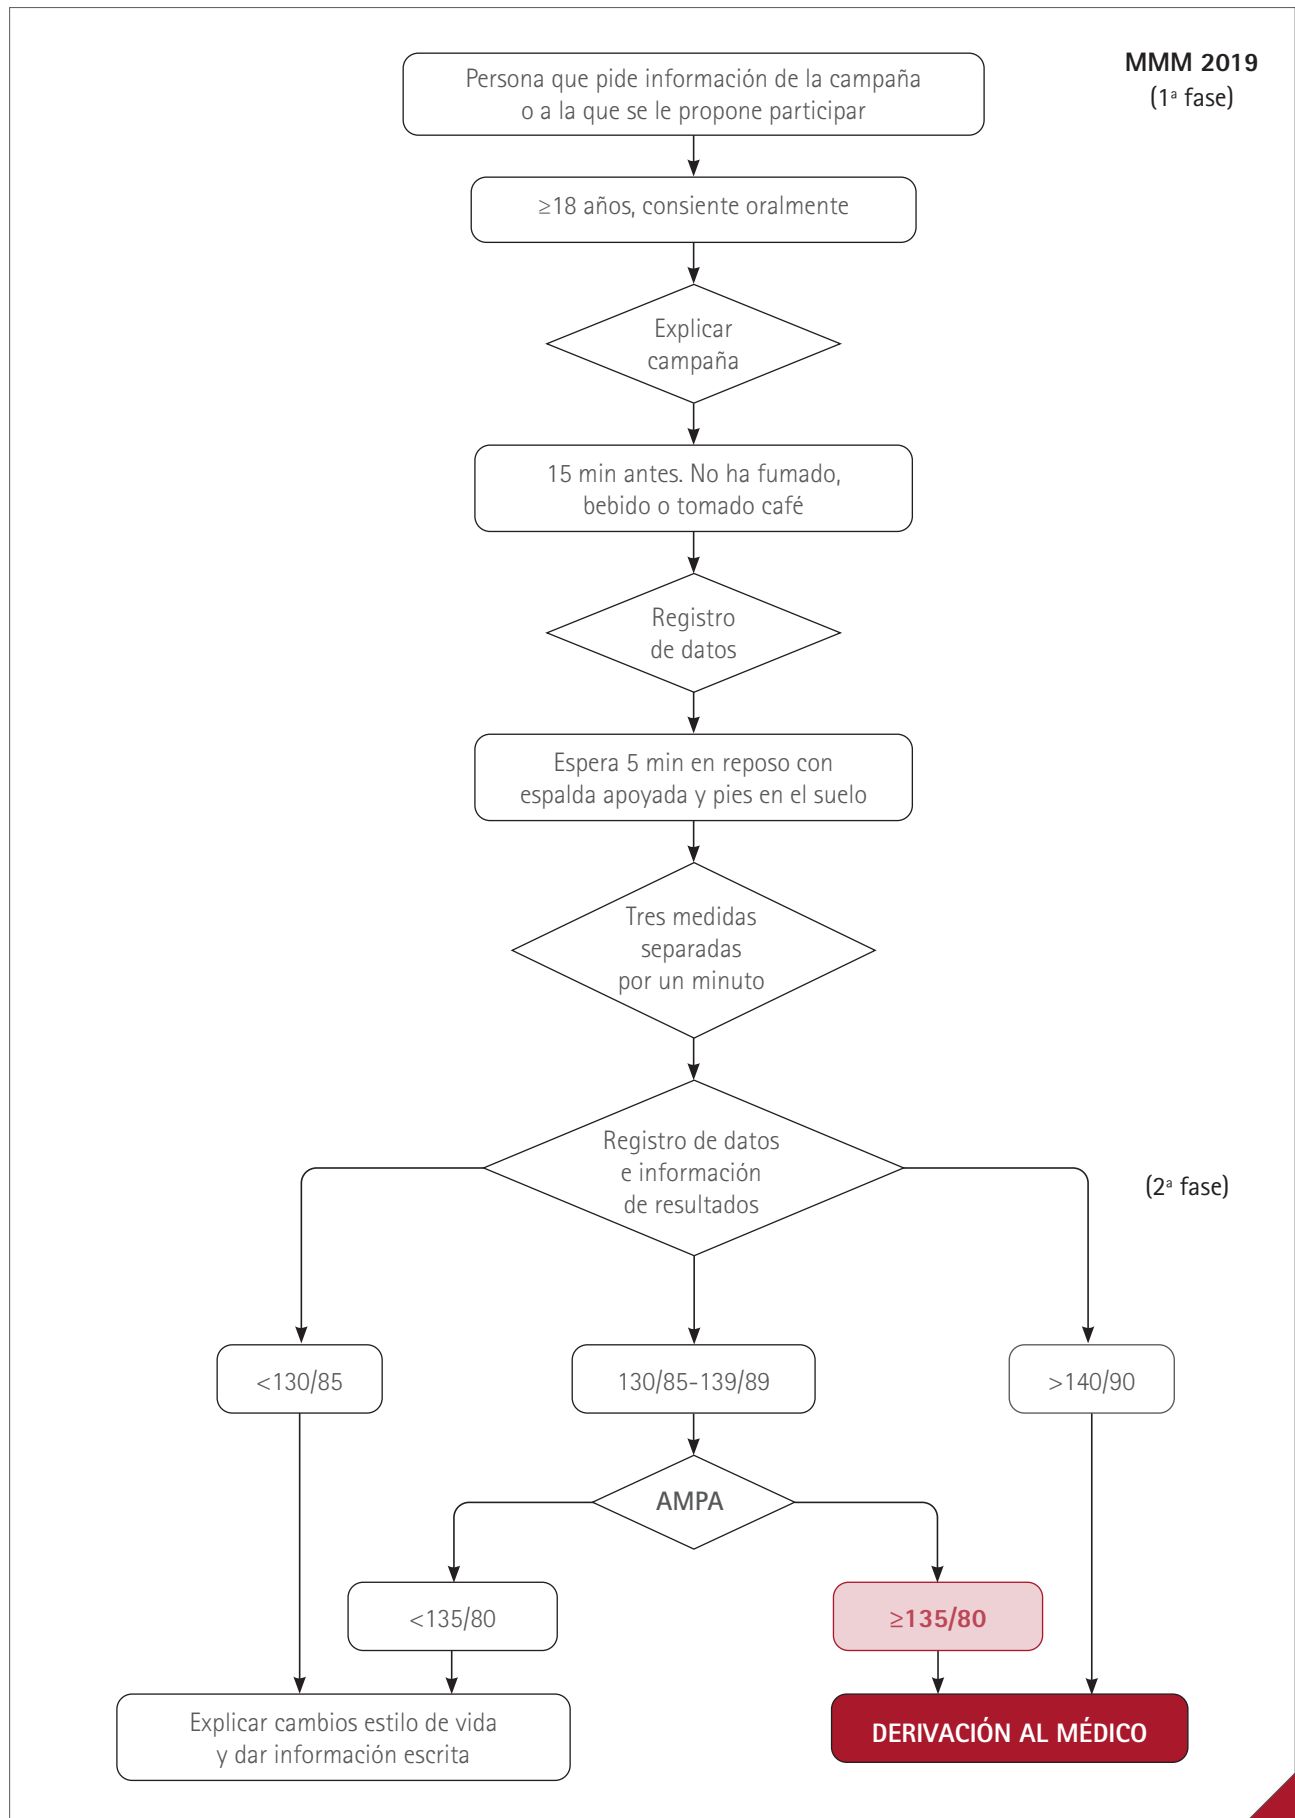 MMM 2019
(1ª fase)
Persona que pide información de la campaña
o a la que se le propone participar
≥18 años, consiente oralmente
Explicar
campaña
15 min antes. No ha fumado,
bebido o tomado café
Registro
de datos
Espera 5 min en reposo con
espalda apoyada y pies en el suelo
Tres medidas
separadas
por un minuto
Registro de datos
e información
de resultados
(2ª fase)
<130/85
130/85-139/89
>140/90
AMPA
<135/80
≥135/80
Explicar cambios estilo de vida
y dar información escrita
DERIVACIÓN AL MÉDICO